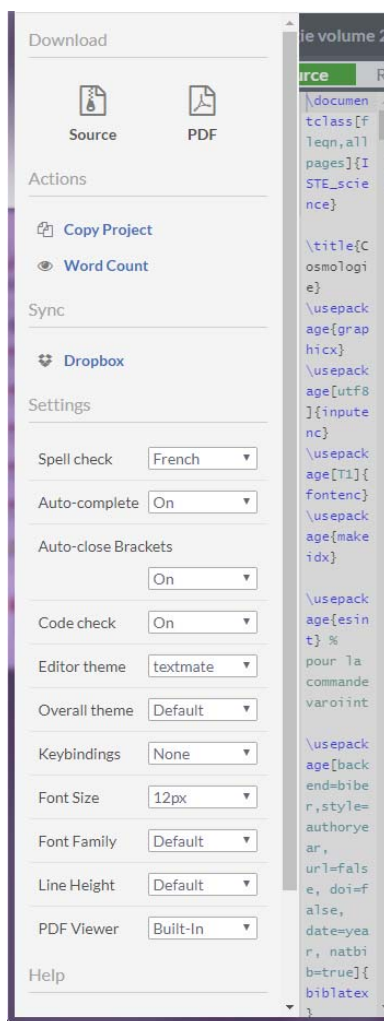 Download
Source PDF
Actions
Copy Project
Word Count
Sync
Dropbox
Settings
Spell check French
Auto-complete On
Auto-close Brackets
On
Code check On
Editor theme textmate
Overall theme Default
Keybindings None
Font Size 12px
Font Family Default
Line Height Default
PDF Viewer Built-In
Help
ie volume 2
urce R
\documen
tclass[f
leqn,all
pages]{I
STE_scie
nce}
\title{C
osmologi
e}
\usepack
age{grap
hicx}
\usepack
age[utf8
]{inpute
nc}
\usepack
age[T1]{
fontenc}
\usepack
age{make
idx}
\usepack
age{esin
t} %
pour la
commande
varoiint
\usepack
age[back
end=bibe
r,style=
authorye
ar,
url=fals
e, doi=f
alse,
date=yea
r, natbi
b=true]{
biblatex
}